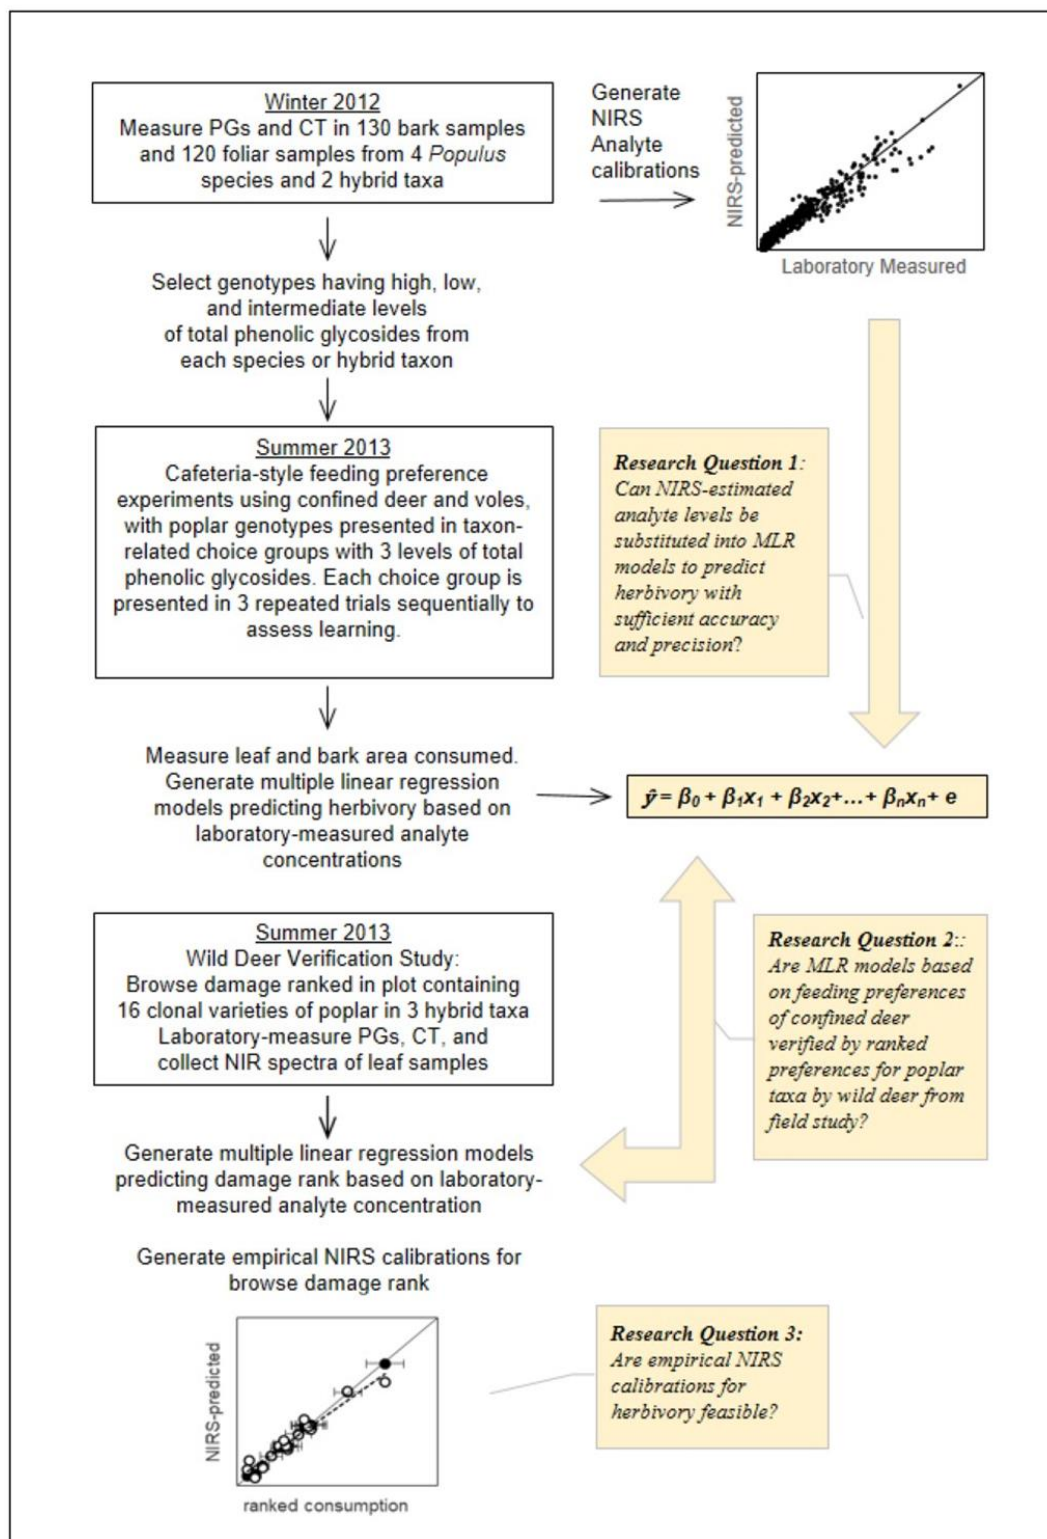 Winter 2012
Measure PGs and CT in 130 bark samples
and 120 foliar samples from 4 Populus
species and 2 hybrid taxa
Generate
NIRS
Analyte
calibrations
NIRS-predicted
Laboratory Measured
Select genotypes having high, low,
and intermediate levels
of total phenolic glycosides from
each species or hybrid taxon
Summer 2013
Cafeteria-style feeding preference
experiments using confined deer and voles,
with poplar genotypes presented in taxon-
related choice groups with 3 levels of total
phenolic glycosides. Each choice group is
presented in 3 repeated trials sequentially to
assess learning.
Research Question 1:
Can NIRS-estimated
analyte levels be
substituted into MLR
models to predict
herbivory with
sufficient accuracy
and precision?
Measure leaf and bark area consumed.
Generate multiple linear regression
models predicting herbivory based on
laboratory-measured analyte
concentrations
ŷ = β₀ + β₁x₁ + β₂x₂+...+ βₙxₙ+ e
Summer 2013
Wild Deer Verification Study:
Browse damage ranked in plot containing
16 clonal varieties of poplar in 3 hybrid taxa
Laboratory-measure PGs, CT, and
collect NIR spectra of leaf samples
Research Question 2::
Are MLR models based
on feeding preferences
of confined deer
verified by ranked
preferences for poplar
taxa by wild deer from
field study?
Generate multiple linear regression models
predicting damage rank based on laboratory-
measured analyte concentration
Generate empirical NIRS calibrations for
browse damage rank
NIRS-predicted
ranked consumption
Research Question 3:
Are empirical NIRS
calibrations for
herbivory feasible?